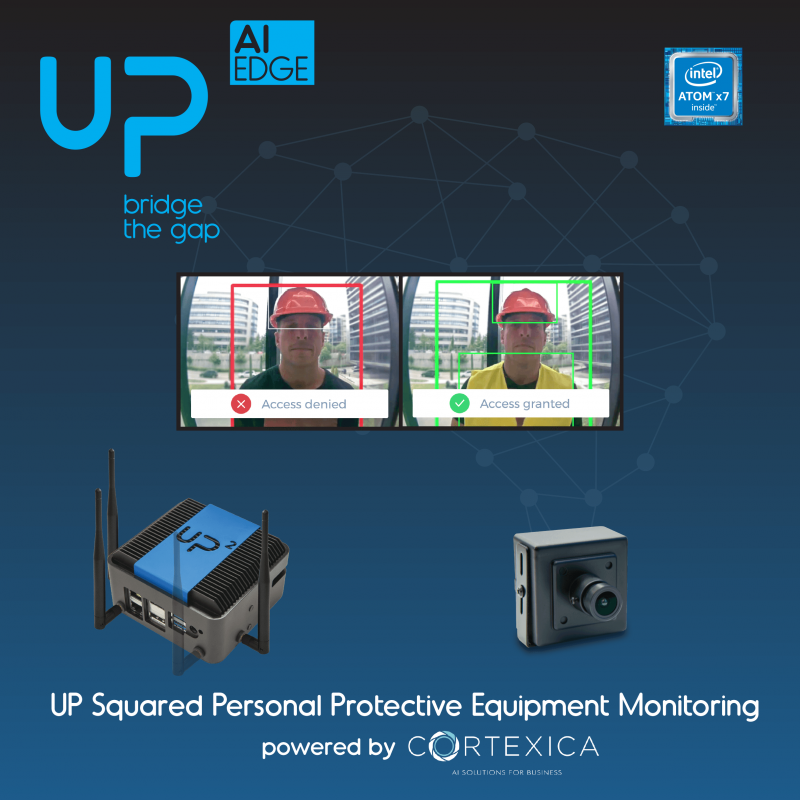 UP
AI
EDGE
bridge
the gap
intel
ATOM x7
inside
Access denied
Access granted
UP²
UP Squared Personal Protective Equipment Monitoring
powered by CORTEXICA
AI SOLUTIONS FOR BUSINESS